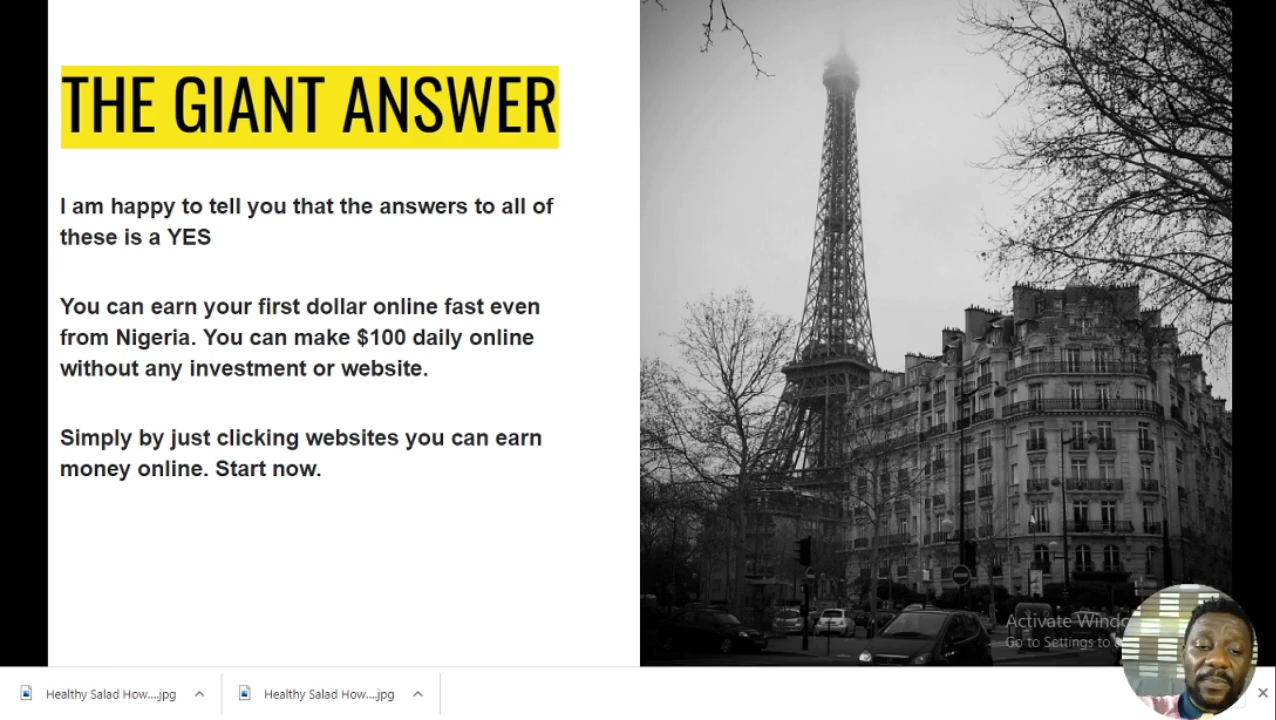 THE GIANT ANSWER
I am happy to tell you that the answers to all of
these is a YES
You can earn your first dollar online fast even
from Nigeria. You can make $100 daily online
without any investment or website.
Simply by just clicking websites you can earn
money online. Start now.
Activate
Go to Settings to
Healthy Salad How....jpg
Healthy Salad How....jpg